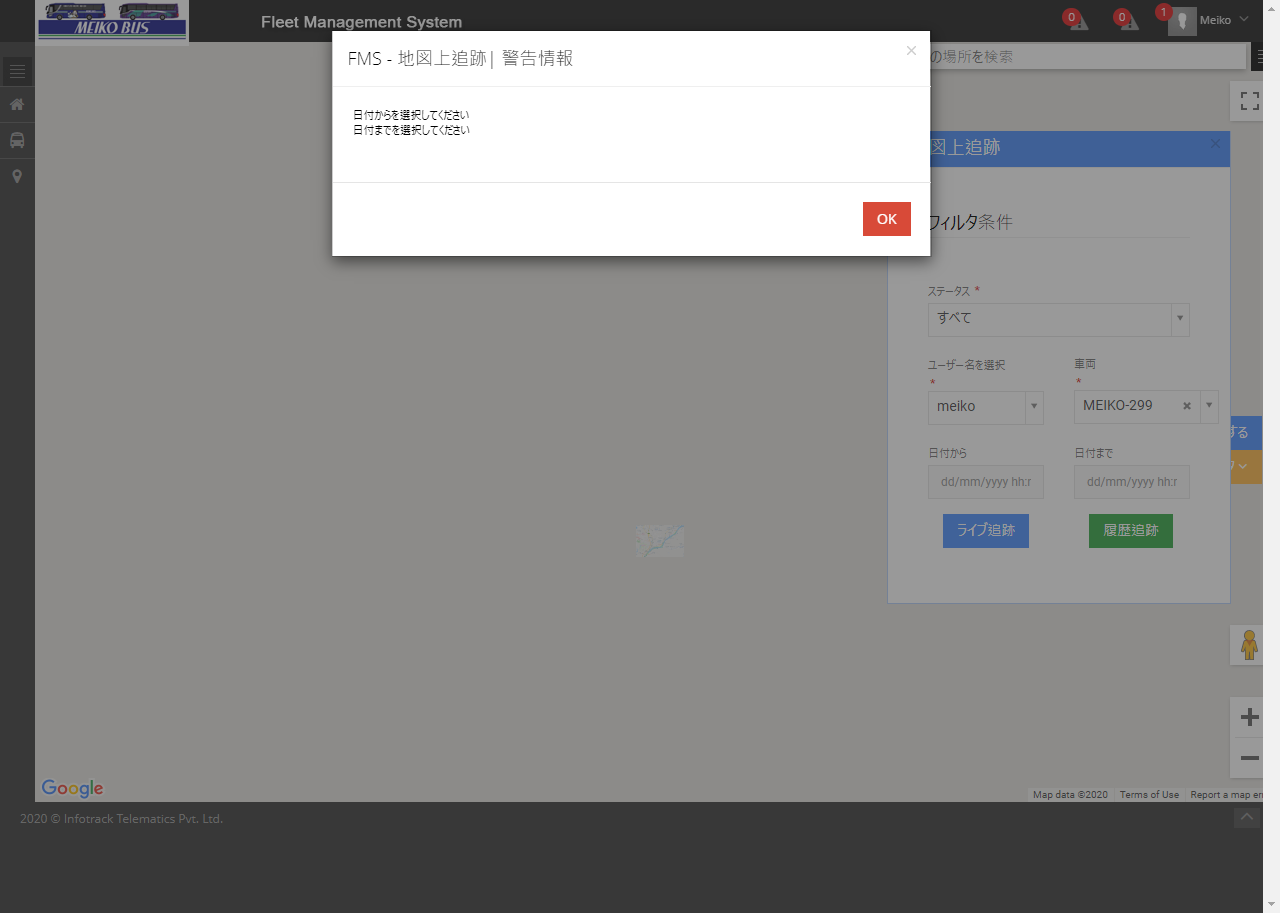 MEIKO BUS
Fleet Management System
0
0
1
Meiko
FMS - 地図上追跡| 警告情報
×
の場所を検索
日付からを選択してください
日付までを選択してください
OK
図上追跡
フィルタ条件
ステータス *
すべて
ユーザー名を選択
*
車両
*
meiko
MEIKO-299
する
日付から
日付まで
dd/mm/yyyy hh:r
dd/mm/yyyy hh:r
ライブ追跡
履歴追跡
Google
Map data ©2020
Terms of Use
Report a map er
2020 © Infotrack Telematics Pvt. Ltd.